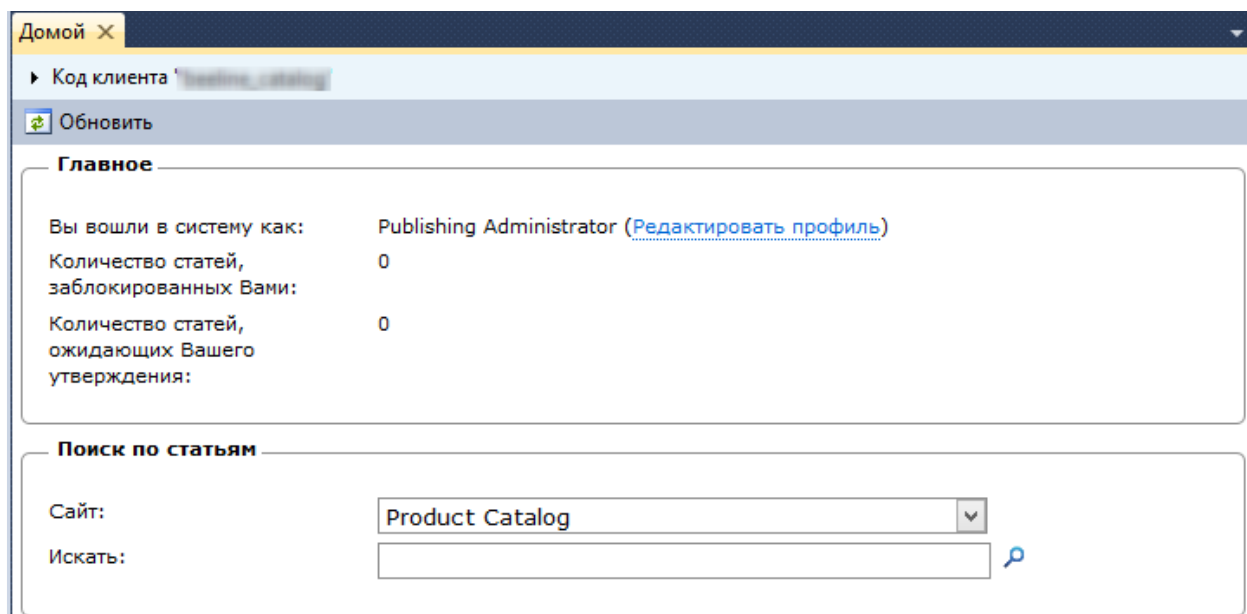 Домой
Код клиента "
Обновить
Главное
Вы вошли в систему как: Publishing Administrator (Редактировать профиль)
Количество статей, 0
заблокированных Вами:
Количество статей, 0
ожидающих Вашего
утверждения:
Поиск по статьям
Сайт: Product Catalog
Искать: